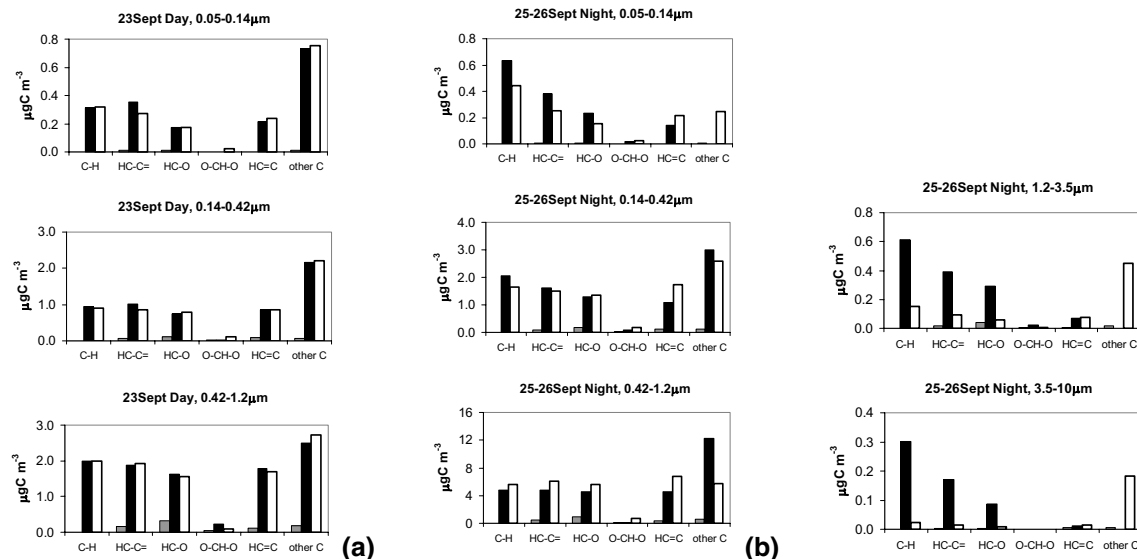 23Sept Day, 0.05-0.14µm
µgC m-3
0.8
0.6
0.4
0.2
0.0
C-H HC-C= HC-O O-CH-O HC=C other C
23Sept Day, 0.14-0.42µm
µgC m-3
3.0
2.0
1.0
0.0
C-H HC-C= HC-O O-CH-O HC=C other C
23Sept Day, 0.42-1.2µm
µgC m-3
3.0
2.0
1.0
0.0
C-H HC-C= HC-O O-CH-O HC=C other C
(a)
25-26Sept Night, 0.05-0.14µm
µgC m-3
0.8
0.6
0.4
0.2
0.0
C-H HC-C= HC-O O-CH-O HC=C other C
25-26Sept Night, 0.14-0.42µm
µgC m-3
4.0
3.0
2.0
1.0
0.0
C-H HC-C= HC-O O-CH-O HC=C other C
25-26Sept Night, 0.42-1.2µm
µgC m-3
16
12
8
4
0
C-H HC-C= HC-O O-CH-O HC=C other C
(b)
25-26Sept Night, 1.2-3.5µm
µgC m-3
0.8
0.6
0.4
0.2
0.0
C-H HC-C= HC-O O-CH-O HC=C other C
25-26Sept Night, 3.5-10µm
µgC m-3
0.4
0.3
0.2
0.1
0.0
C-H HC-C= HC-O O-CH-O HC=C other C